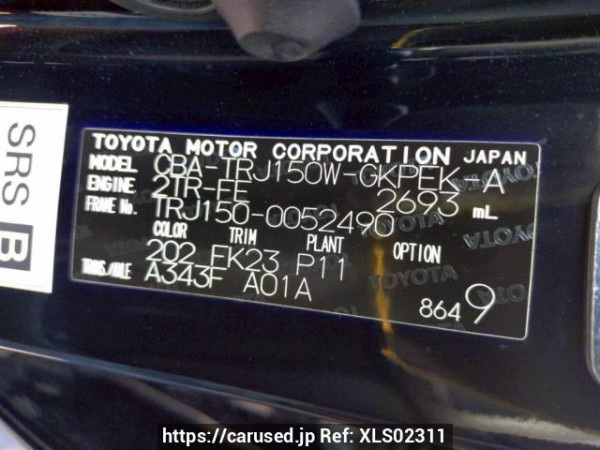 SRS B
TOYOTA MOTOR CORPORATION JAPAN
MODEL CBA-TRJ150W-GKPEK-A
ENGINE 2TR-FE 2693 mL
FRAME No. TRJ150-0052490
COLOR TRIM PLANT OPTION
202 FK23 P11
TRANS./AXLE A343F A01A
8649
https://carused.jp Ref: XLS02311